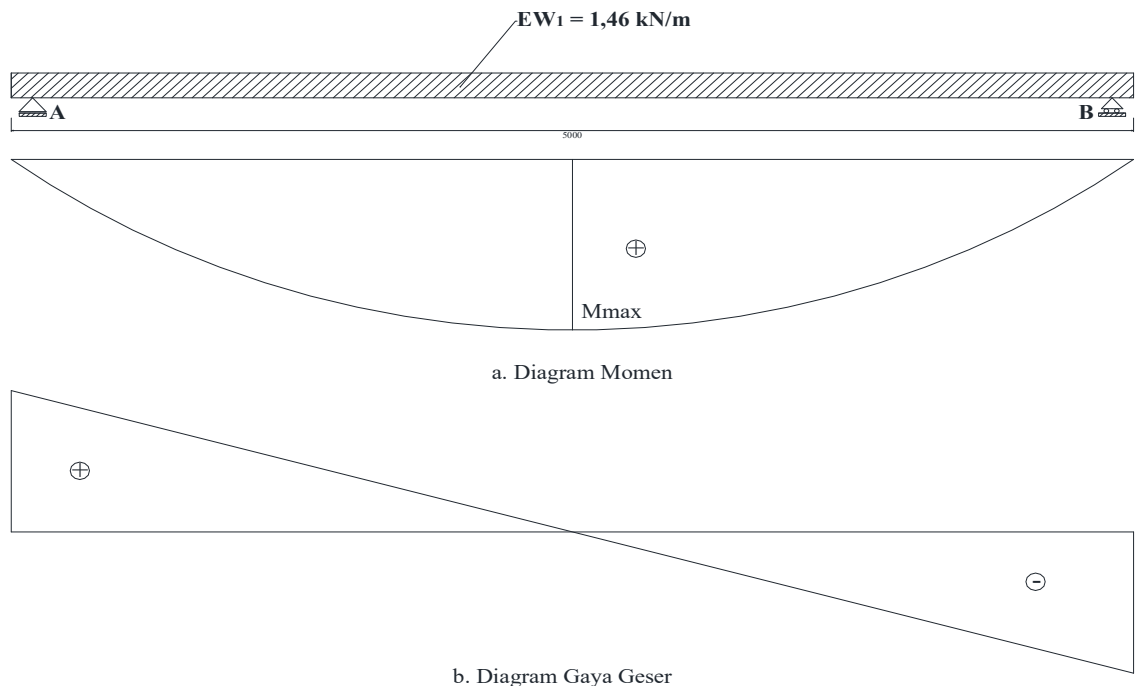 EW₁ = 1,46 kN/m
A
B
5000
Mmax
a. Diagram Momen
b. Diagram Gaya Geser